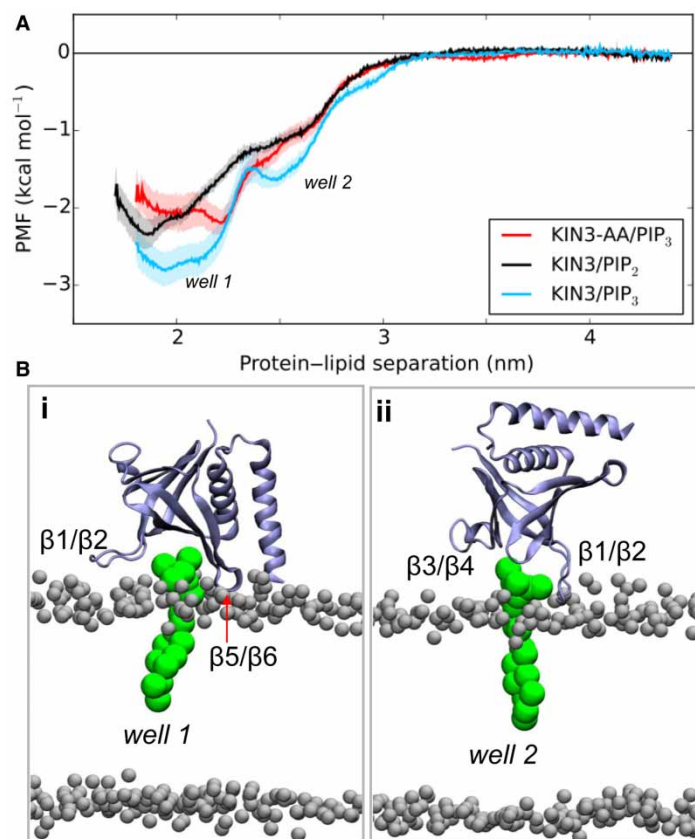 A
0
−1
−2
−3
PMF (kcal mol⁻¹)
well 2
well 1
KIN3-AA/PIP₃
KIN3/PIP₂
KIN3/PIP₃
2 3 4
Protein–lipid separation (nm)
B
i
β1/β2
β5/β6
well 1
ii
β3/β4
β1/β2
well 2